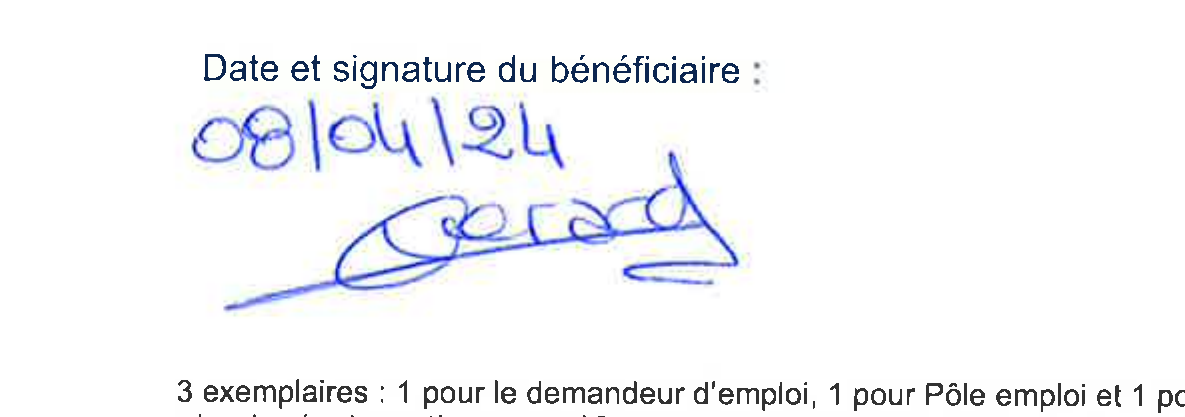 Date et signature du bénéficiaire :
08/04/24
Gerard
3 exemplaires : 1 pour le demandeur d'emploi, 1 pour Pôle emploi et 1 po